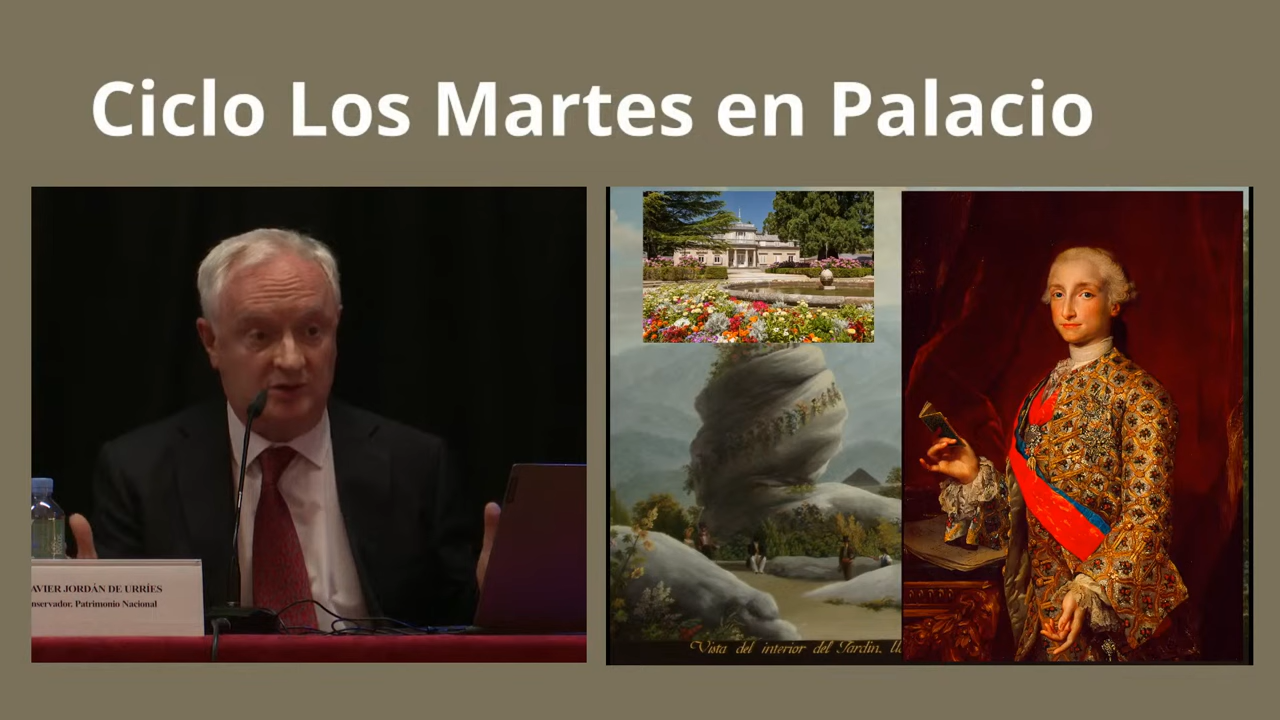 Ciclo Los Martes en Palacio
AVIER JORDÁN DE URRÍES
nservador, Patrimonio Nacional
Vista del interior del Jardin,